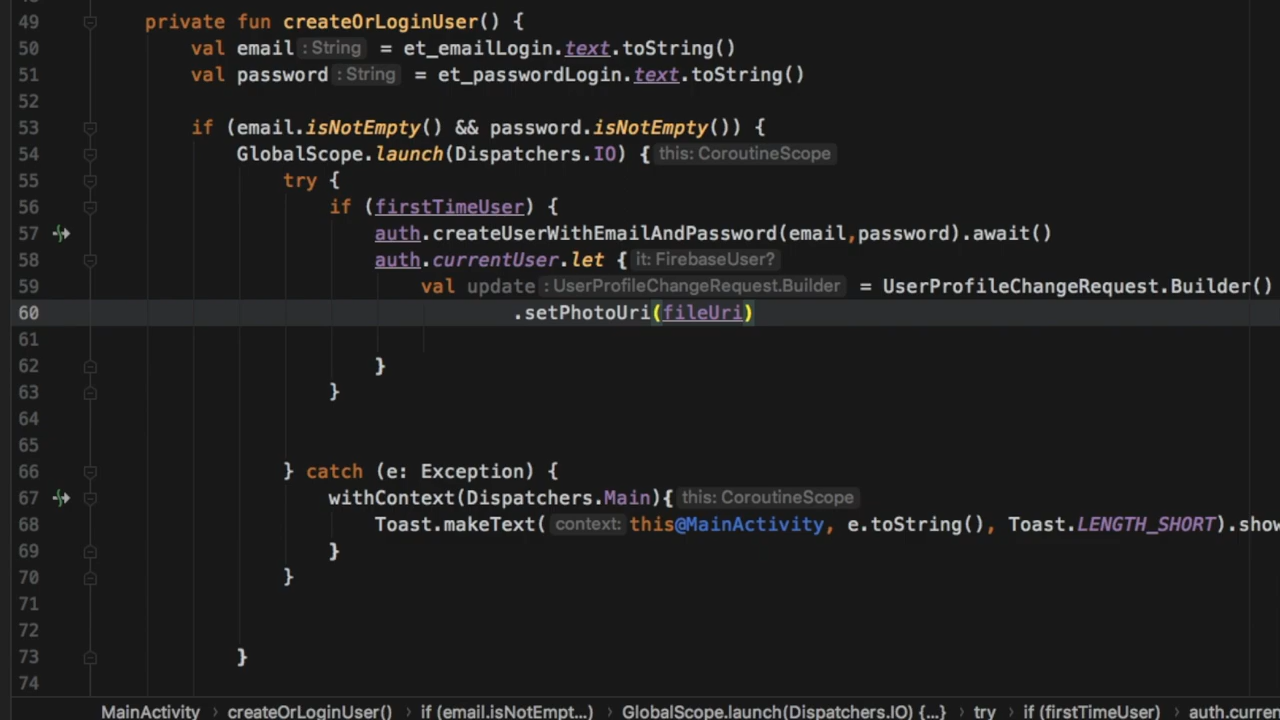 49 private fun createOrLoginUser() {
50 val email : String = et_emailLogin.text.toString()
51 val password : String = et_passwordLogin.text.toString()
52
53 if (email.isNotEmpty() && password.isNotEmpty()) {
54 GlobalScope.launch(Dispatchers.IO) { this: CoroutineScope
55 try {
56 if (firstTimeUser) {
57 auth.createUserWithEmailAndPassword(email,password).await()
58 auth.currentUser.let { it: FirebaseUser?
59 val update : UserProfileChangeRequest.Builder = UserProfileChangeRequest.Builder()
60 .setPhotoUri(fileUri)
61
62 }
63 }
64
65
66 } catch (e: Exception) {
67 withContext(Dispatchers.Main){ this: CoroutineScope
68 Toast.makeText( context: this@MainActivity, e.toString(), Toast.LENGTH_SHORT).show
69 }
70 }
71
72
73 }
74
MainActivity › createOrLoginUser() › if (email.isNotEmpt...) › GlobalScope.launch(Dispatchers.IO) {...} › try › if (firstTimeUser) › auth.curren